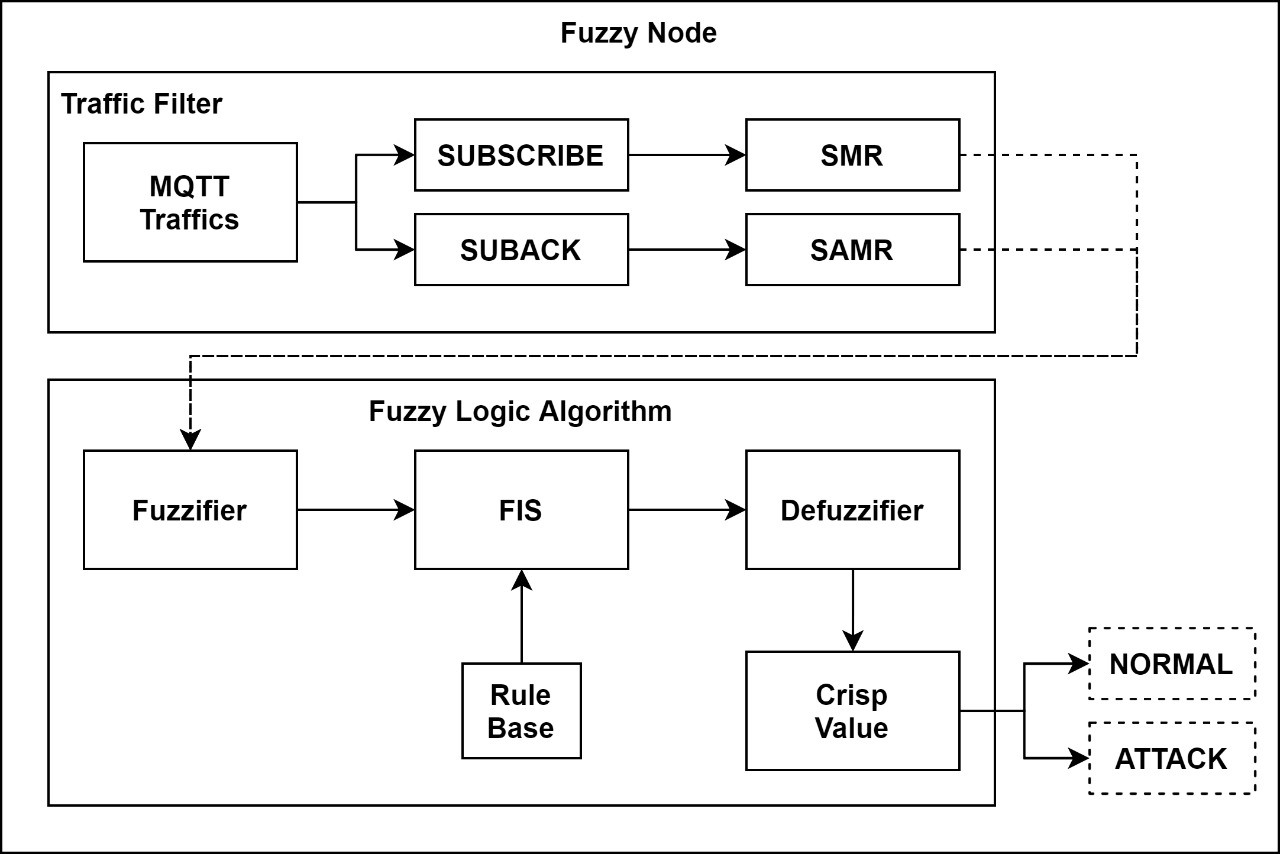 Fuzzy Node
Traffic Filter
MQTT
Traffics
SUBSCRIBE
SMR
SUBACK
SAMR
Fuzzy Logic Algorithm
Fuzzifier
FIS
Defuzzifier
Rule
Base
Crisp
Value
NORMAL
ATTACK